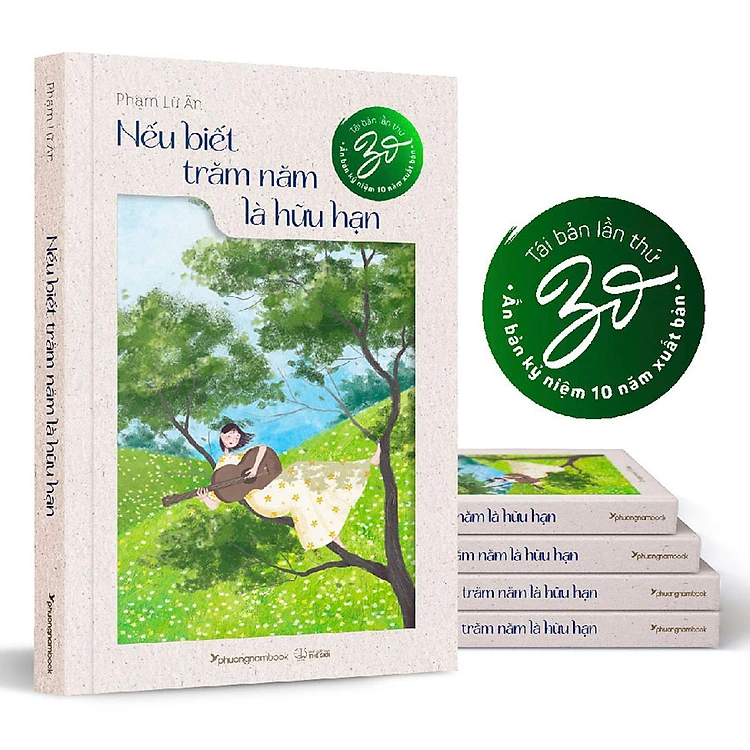 Phạm Lữ Ân
Nếu biết
trăm năm
là hữu hạn
Tái bản lần thứ
30
• Ấn bản kỷ niệm 10 năm xuất bản •
phuongnambook
THẾ GIỚI
Phạm Lữ Ân
Nếu biết trăm năm là hữu hạn
phuongnambook
Tái bản lần thứ
30
• Ấn bản kỷ niệm 10 năm xuất bản •
năm là hữu hạn
phuongnambook
ăm năm là hữu hạn
phuongnambook
trăm năm là hữu hạn
phuongnambook
trăm năm là hữu hạn
phuongnambook